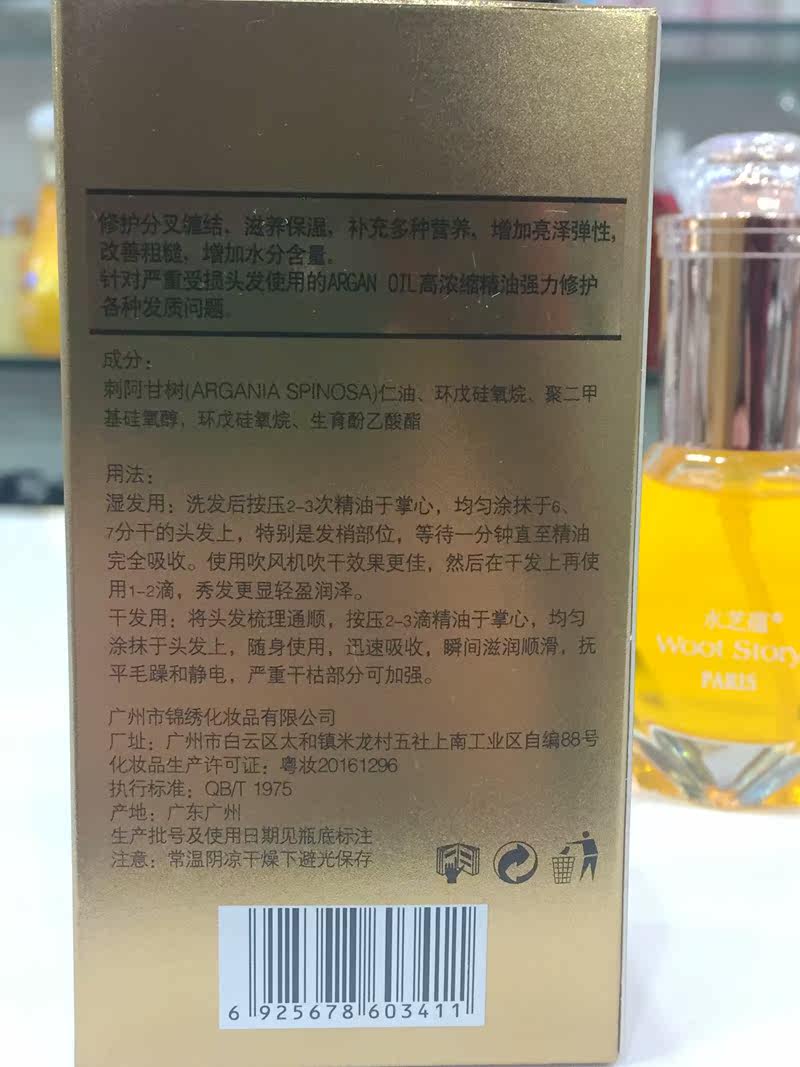 修护分叉缠结、滋养保湿，补充多种营养、增加亮泽弹性，
改善粗糙，增加水分含量。
针对严重受损头发使用的ARGAN OIL高浓缩精油强力修护
各种发质问题。
成分：
刺阿甘树(ARGANIA SPINOSA)仁油、环戊硅氧烷、聚二甲
基硅氧醇，环戊硅氧烷、生育酚乙酸酯
用法：
湿发用：洗发后按压2-3次精油于掌心，均匀涂抹于6、
7分干的头发上，特别是发梢部位，等待一分钟直至精油
完全吸收。使用吹风机吹干效果更佳，然后在干发上再使
用1-2滴，秀发更显轻盈润泽。
干发用：将头发梳理通顺，按压2-3滴精油于掌心，均匀
涂抹于头发上，随身使用，迅速吸收，瞬间滋润顺滑，抚
平毛躁和静电，严重干枯部分可加强。
广州市锦绣化妆品有限公司
厂址：广州市白云区太和镇米龙村五社上南工业区自编88号
化妆品生产许可证：粤妆20161296
执行标准：QB/T 1975
产地：广东广州
生产批号及使用日期见瓶底标注
注意：常温阴凉干燥下避光保存
6 925678 603411
水芝蕴®
Woot Story
PARIS